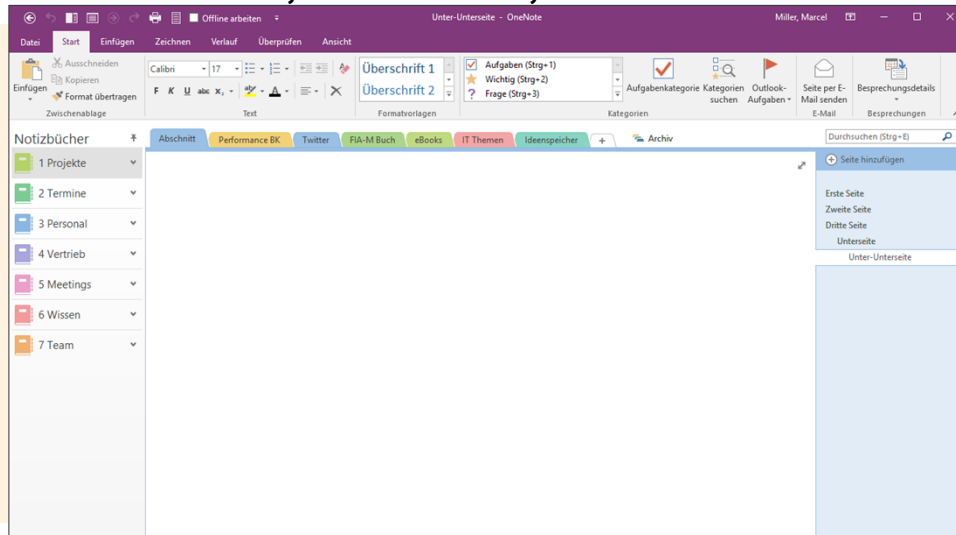 Offline arbeiten
Unter-Unterseite - OneNote
Miller, Marcel
Datei Start Einfügen Zeichnen Verlauf Überprüfen Ansicht
Einfügen
Ausschneiden
Kopieren
Format übertragen
Zwischenablage
Calibri 17
F K U abc x₂ ab A
Text
Überschrift 1
Überschrift 2
Formatvorlagen
Aufgaben (Strg+1)
Wichtig (Strg+2)
? Frage (Strg+3)
Aufgabenkategorie
Kategorien
suchen
Outlook-
Aufgaben
Kategorien
Seite per E-
Mail senden
E-Mail
Besprechungsdetails
Besprechungen
Notizbücher
1 Projekte
2 Termine
3 Personal
4 Vertrieb
5 Meetings
6 Wissen
7 Team
Abschnitt Performance BK Twitter FIA-M Buch eBooks IT Themen Ideenspeicher + Archiv
Durchsuchen (Strg+E)
Seite hinzufügen
Erste Seite
Zweite Seite
Dritte Seite
Unterseite
Unter-Unterseite